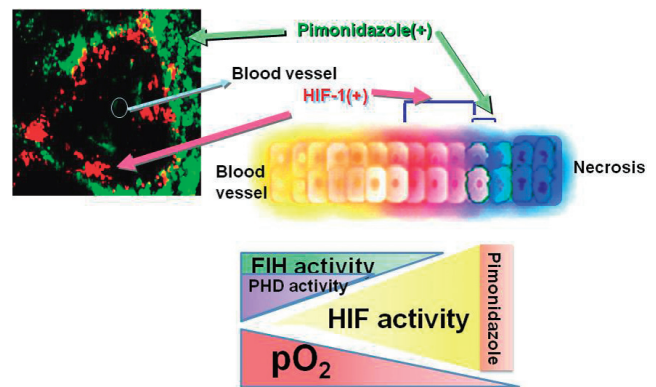 Pimonidazole(+)
Blood vessel
HIF-1(+)
Blood
vessel
Necrosis
FIH activity
PHD activity
HIF activity
Pimonidazole
pO2